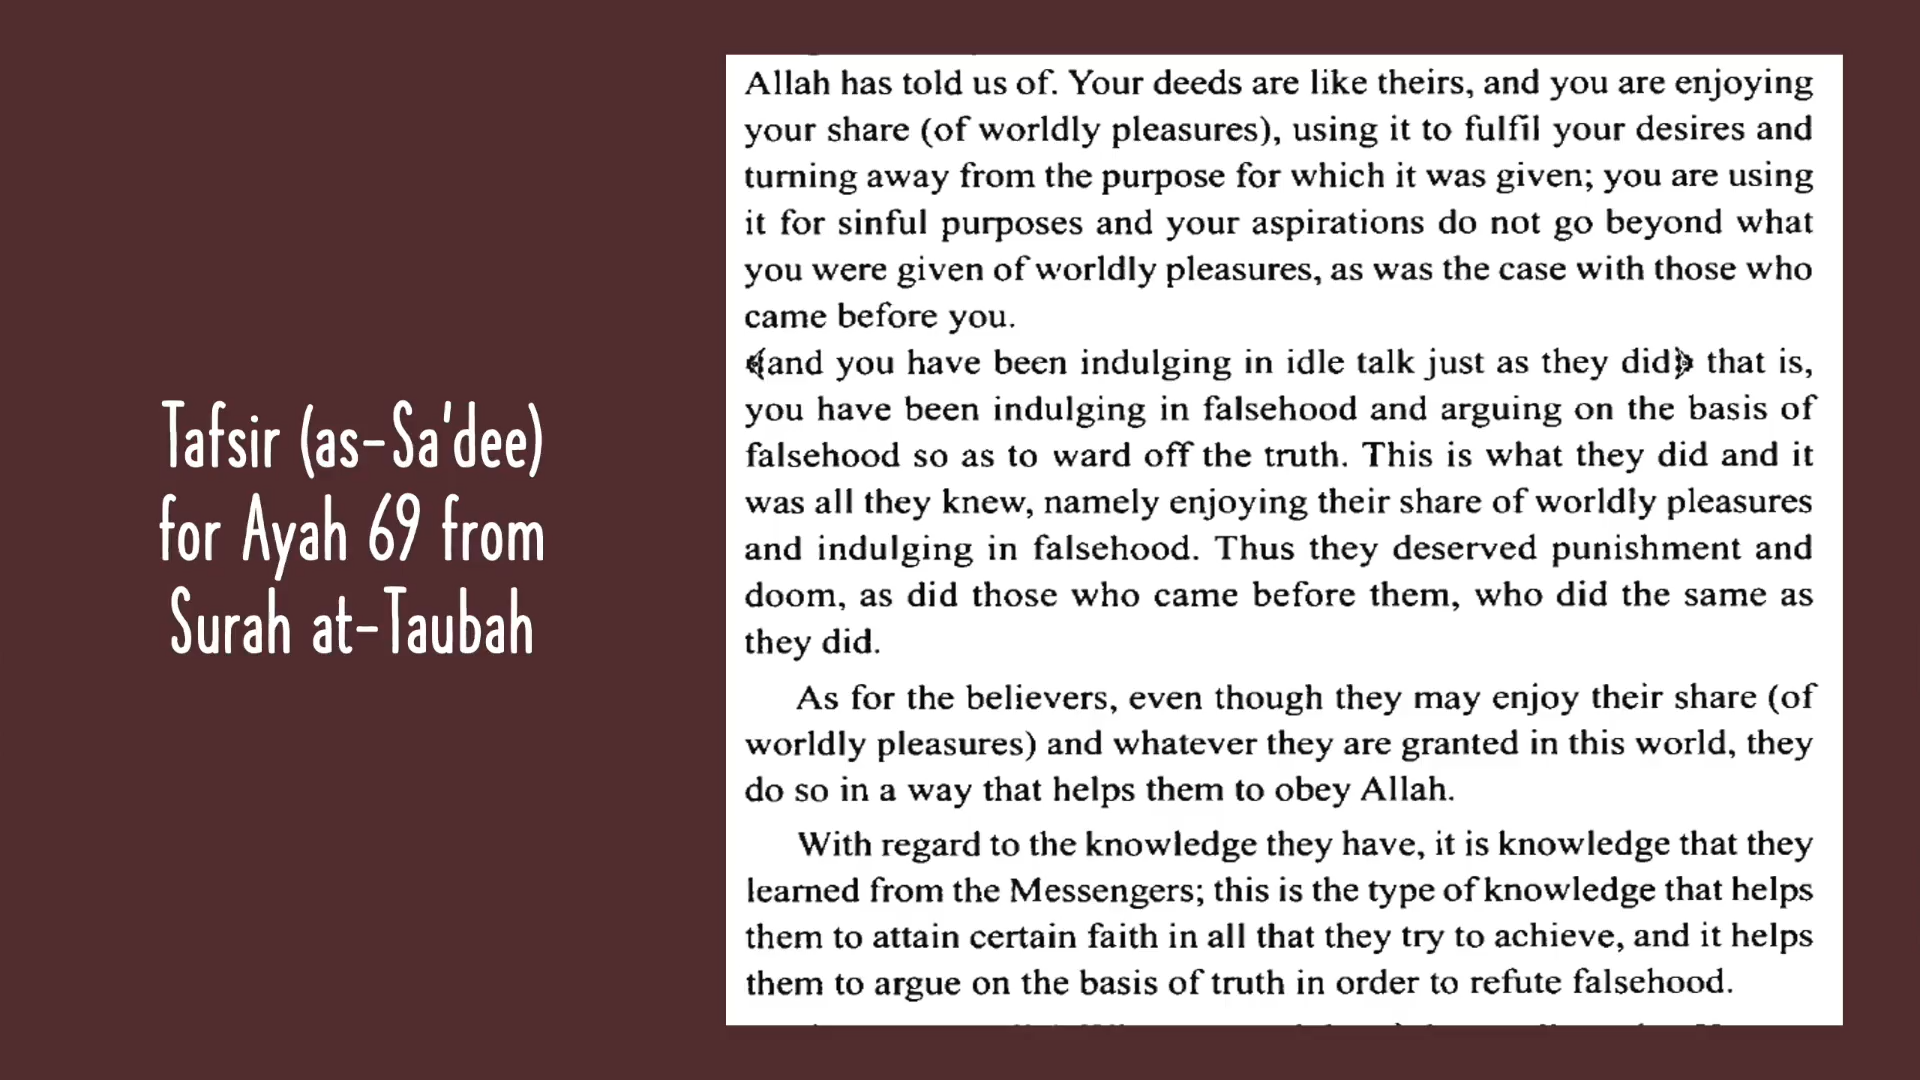 Tafsir (as-Sa'dee)
for Ayah 69 from
Surah at-Taubah
Allah has told us of. Your deeds are like theirs, and you are enjoying
your share (of worldly pleasures), using it to fulfil your desires and
turning away from the purpose for which it was given; you are using
it for sinful purposes and your aspirations do not go beyond what
you were given of worldly pleasures, as was the case with those who
came before you.
﴾and you have been indulging in idle talk just as they did﴿ that is,
you have been indulging in falsehood and arguing on the basis of
falsehood so as to ward off the truth. This is what they did and it
was all they knew, namely enjoying their share of worldly pleasures
and indulging in falsehood. Thus they deserved punishment and
doom, as did those who came before them, who did the same as
they did.
As for the believers, even though they may enjoy their share (of
worldly pleasures) and whatever they are granted in this world, they
do so in a way that helps them to obey Allah.
With regard to the knowledge they have, it is knowledge that they
learned from the Messengers; this is the type of knowledge that helps
them to attain certain faith in all that they try to achieve, and it helps
them to argue on the basis of truth in order to refute falsehood.